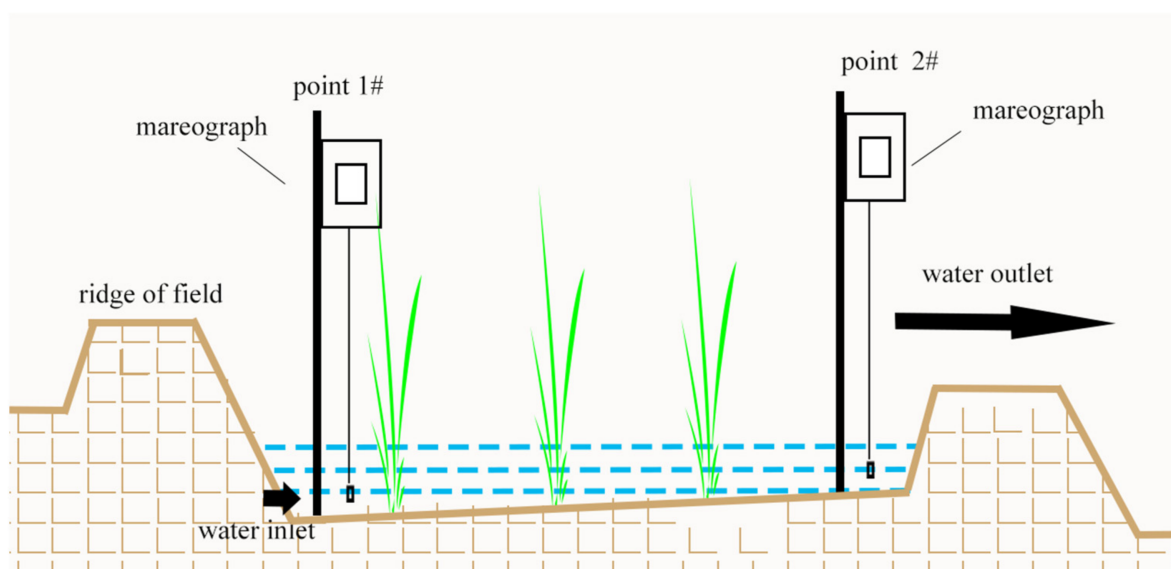 point 1#
point 2#
mareograph
mareograph
ridge of field
water outlet
water inlet